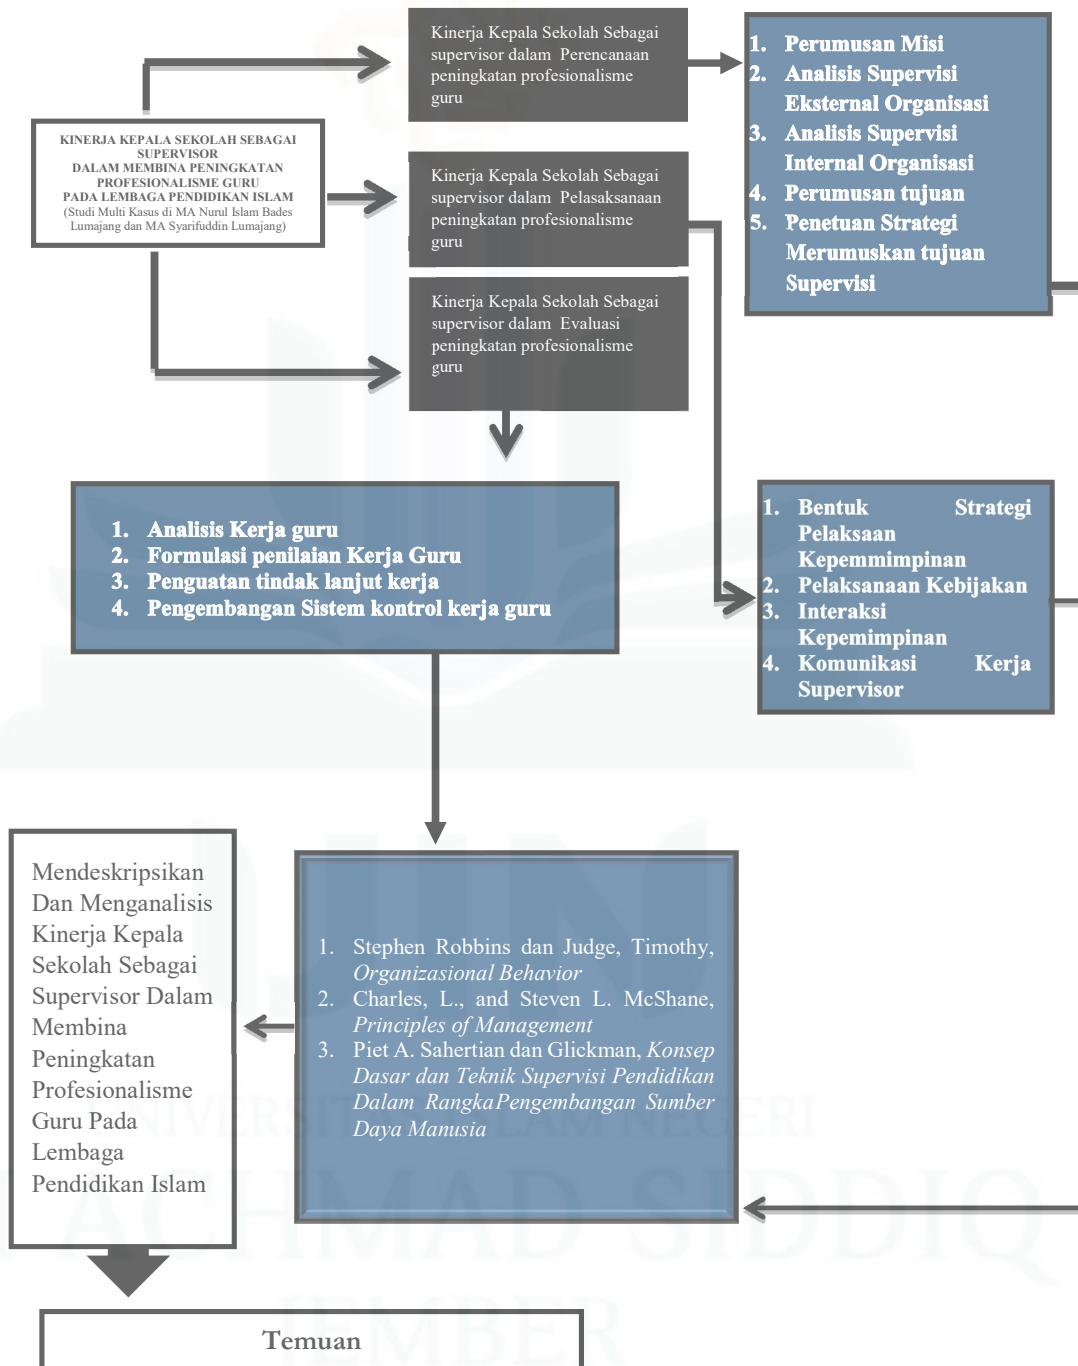 KINERJA KEPALA SEKOLAH SEBAGAI
SUPERVISOR
DALAM MEMBINA PENINGKATAN
PROFESIONALISME GURU
PADA LEMBAGA PENDIDIKAN ISLAM
(Studi Multi Kasus di MA Nurul Islam Bades
Lumajang dan MA Syarifuddin Lumajang)
Kinerja Kepala Sekolah Sebagai
supervisor dalam Perencanaan
peningkatan profesionalisme
guru
Kinerja Kepala Sekolah Sebagai
supervisor dalam Pelasaksanaan
peningkatan profesionalisme
guru
Kinerja Kepala Sekolah Sebagai
supervisor dalam Evaluasi
peningkatan profesionalisme
guru
1. Perumusan Misi
2. Analisis Supervisi
Eksternal Organisasi
3. Analisis Supervisi
Internal Organisasi
4. Perumusan tujuan
5. Penetuan Strategi
Merumuskan tujuan
Supervisi
1. Analisis Kerja guru
2. Formulasi penilaian Kerja Guru
3. Penguatan tindak lanjut kerja
4. Pengembangan Sistem kontrol kerja guru
1. Bentuk Strategi
Pelaksaan
Kepemmimpinan
2. Pelaksanaan Kebijakan
3. Interaksi
Kepemimpinan
4. Komunikasi Kerja
Supervisor
Mendeskripsikan
Dan Menganalisis
Kinerja Kepala
Sekolah Sebagai
Supervisor Dalam
Membina
Peningkatan
Profesionalisme
Guru Pada
Lembaga
Pendidikan Islam
1. Stephen Robbins dan Judge, Timothy,
Organizasional Behavior
2. Charles, L., and Steven L. McShane,
Principles of Management
3. Piet A. Sahertian dan Glickman, Konsep
Dasar dan Teknik Supervisi Pendidikan
Dalam RangkaPengembangan Sumber
Daya Manusia
UIN
UNIVERSITAS ISLAM NEGERI
ACHMAD SIDDIQ
JEMBER
Temuan